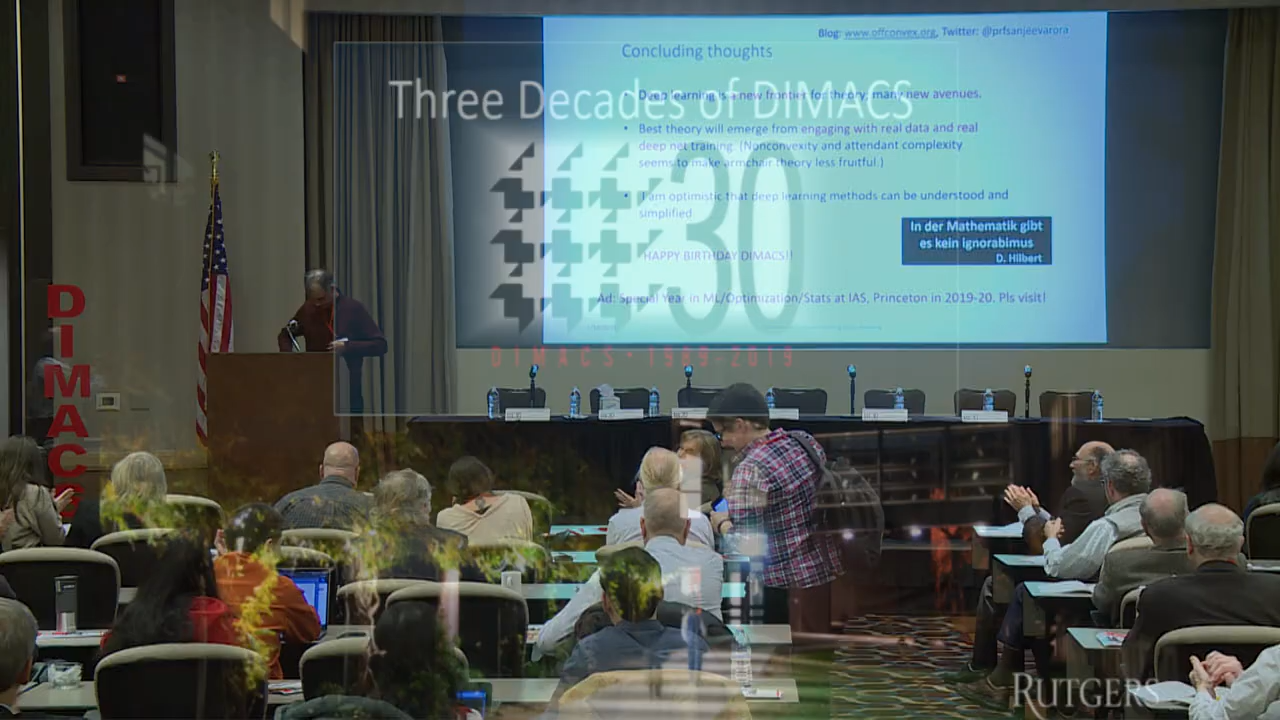 Blog: www.offconvex.org, Twitter: @prfsanjeevarora
Concluding thoughts
Three Decades of DIMACS
• Deep learning is a new frontier for theory; many new avenues.
• Best theory will emerge from engaging with real data and real
deep net training. (Nonconvexity and attendant complexity
seems to make armchair theory less fruitful.)
30
• I am optimistic that deep learning methods can be understood and
simplified
In der Mathematik gibt
es kein ignorabimus
D. Hilbert
HAPPY BIRTHDAY DIMACS!!
Ad: Special Year in ML/Optimization/Stats at IAS, Princeton in 2019-20. Pls visit!
DIMACS • 1989-2019
DIMACS
RUTGERS